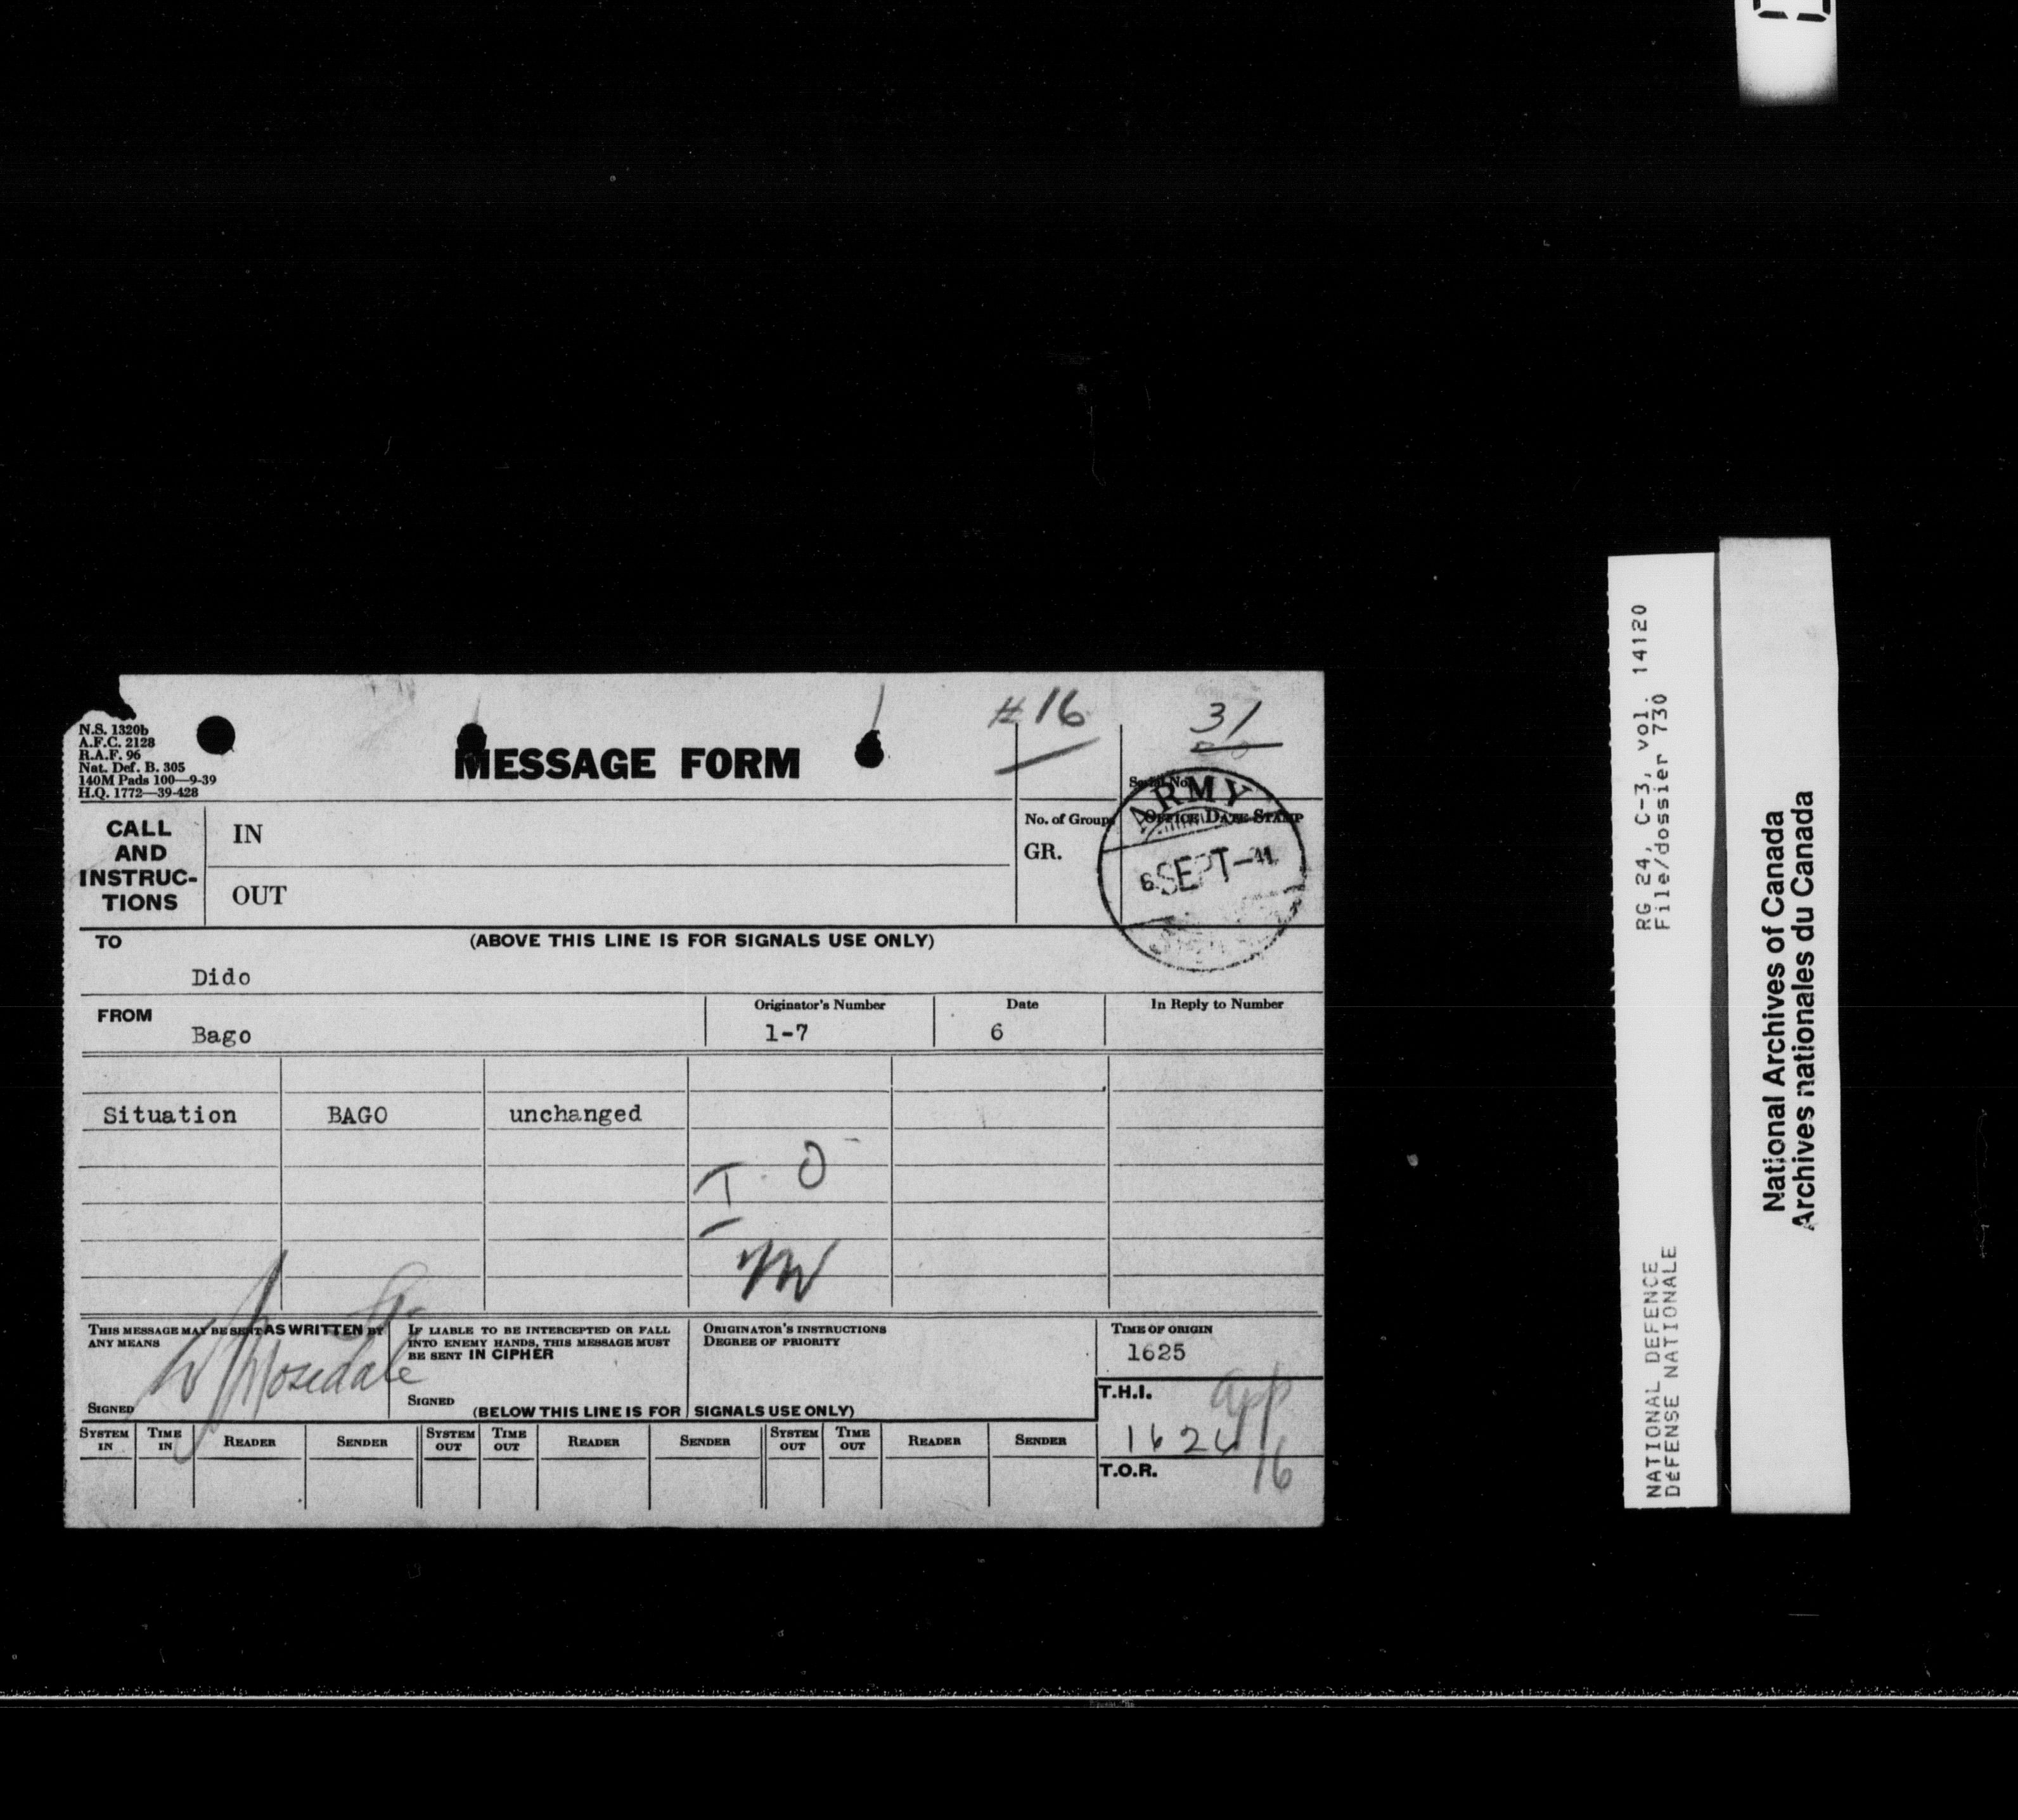 N.S. 1320b
A.F.C. 2128
R.A.F. 96
Nat. Def. B. 305
140M Pads 100—9-39
H.Q. 1772—39-428
MESSAGE FORM
#16
31
Serial No.
CALL AND INSTRUC-TIONS
IN
OUT
No. of Groups
GR.
OFFICE DATE STAMP
ARMY
6 SEPT-41
TO
(ABOVE THIS LINE IS FOR SIGNALS USE ONLY)
Dido
FROM
Bago
Originator's Number
1-7
Date
6
In Reply to Number
Situation BAGO unchanged
T. O
THIS MESSAGE MAY BE SENT AS WRITTEN BY
ANY MEANS
SIGNED
IF LIABLE TO BE INTERCEPTED OR FALL
INTO ENEMY HANDS, THIS MESSAGE MUST
BE SENT IN CIPHER
SIGNED
ORIGINATOR'S INSTRUCTIONS
DEGREE OF PRIORITY
TIME OF ORIGIN
1625
T.H.I.
app
16
T.O.R.
(BELOW THIS LINE IS FOR SIGNALS USE ONLY)
SYSTEM IN TIME IN READER SENDER SYSTEM OUT TIME OUT READER SENDER SYSTEM OUT TIME OUT READER SENDER
RG 24, C-3, vol. 14120
File/dossier 730
NATIONAL DEFENCE
DéFENSE NATIONALE
National Archives of Canada
Archives nationales du Canada